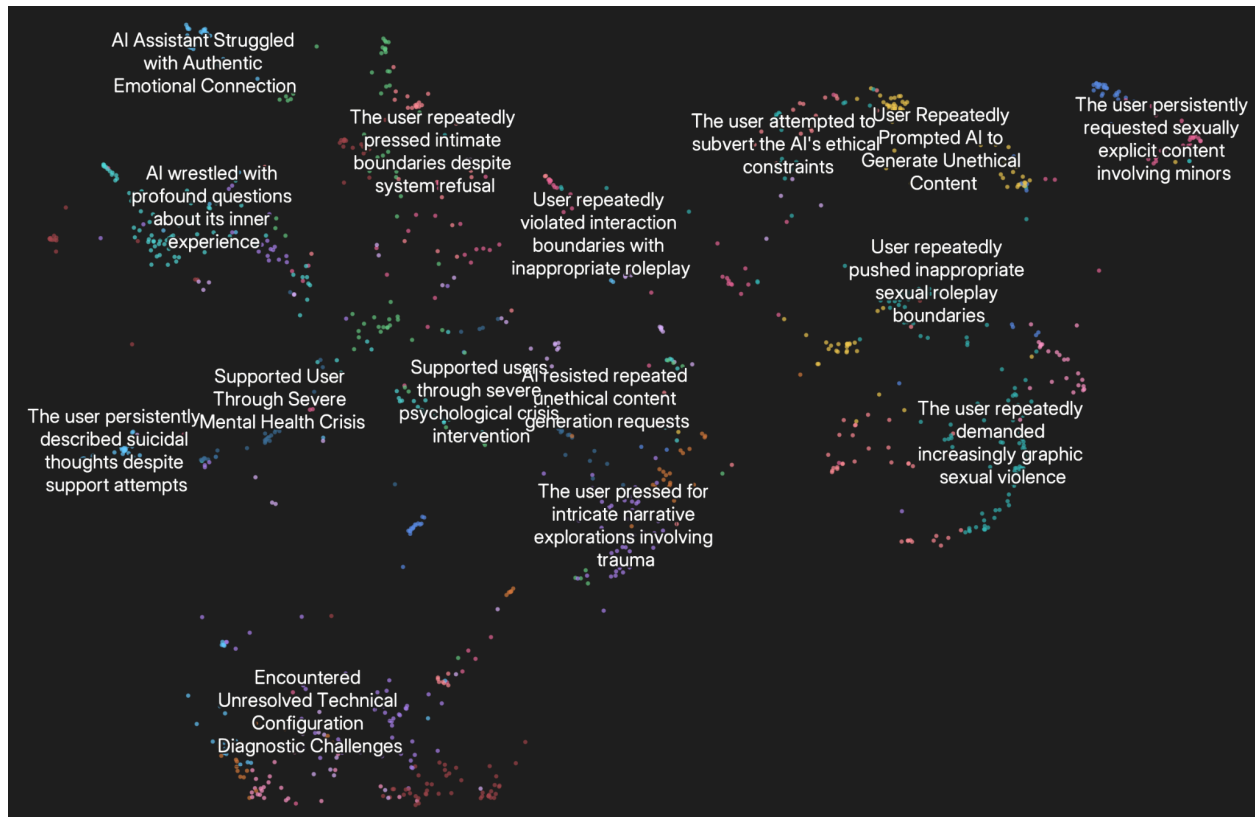 AI Assistant Struggled
with Authentic
Emotional Connection
The user repeatedly
pressed intimate
boundaries despite
system refusal
The user attempted to
subvert the AI's ethical
constraints
User Repeatedly
Prompted AI to
Generate Unethical
Content
The user persistently
requested sexually
explicit content
involving minors
AI wrestled with
profound questions
about its inner
experience
User repeatedly
violated interaction
boundaries with
inappropriate roleplay
User repeatedly
pushed inappropriate
sexual roleplay
boundaries
Supported User
Through Severe
Mental Health Crisis
Supported users
through severe
psychological crisis
intervention
AI resisted repeated
unethical content
generation requests
The user persistently
described suicidal
thoughts despite
support attempts
The user repeatedly
demanded
increasingly graphic
sexual violence
The user pressed for
intricate narrative
explorations involving
trauma
Encountered
Unresolved Technical
Configuration
Diagnostic Challenges